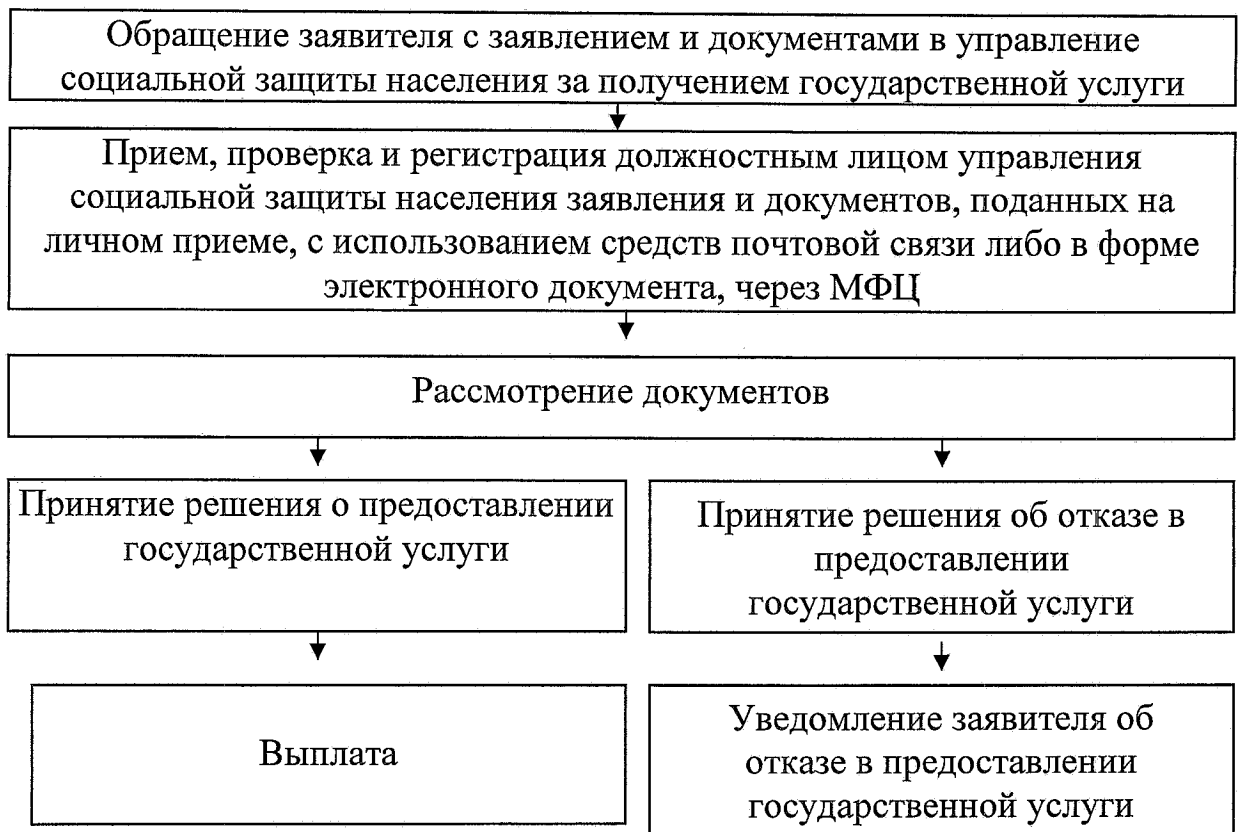 Обращение заявителя с заявлением и документами в управление
социальной защиты населения за получением государственной услуги
Прием, проверка и регистрация должностным лицом управления
социальной защиты населения заявления и документов, поданных на
личном приеме, с использованием средств почтовой связи либо в форме
электронного документа, через МФЦ
Рассмотрение документов
Принятие решения о предоставлении
государственной услуги
Принятие решения об отказе в
предоставлении
государственной услуги
Выплата
Уведомление заявителя об
отказе в предоставлении
государственной услуги